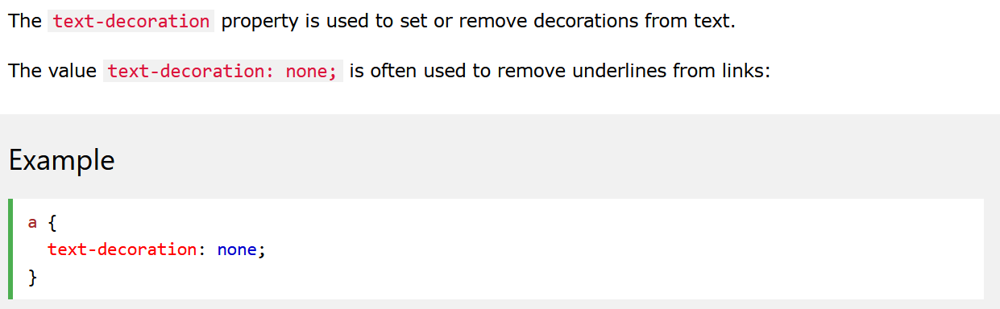 The text-decoration property is used to set or remove decorations from text.
The value text-decoration: none; is often used to remove underlines from links:
Example
a {
  text-decoration: none;
}